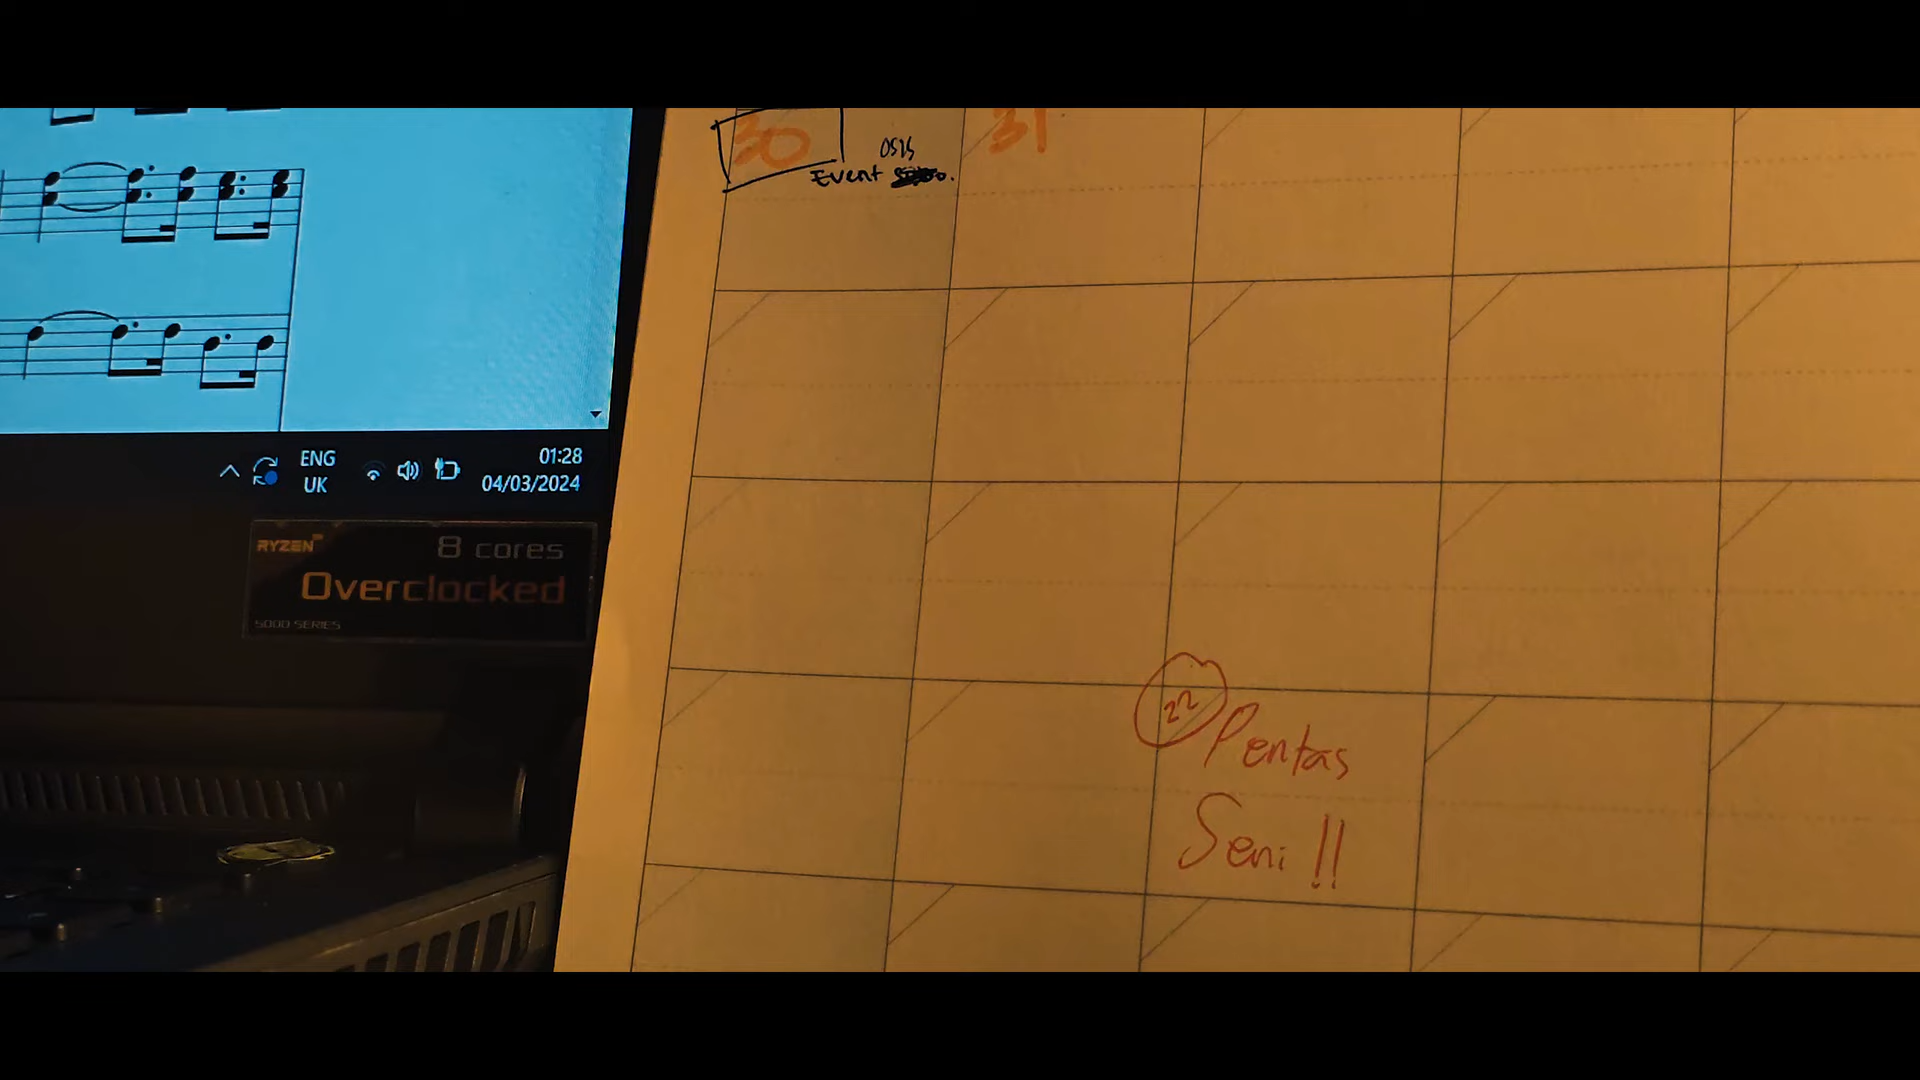 30
OSIS
Event
31
ENG
UK
01:28
04/03/2024
RYZEN
8 cores
Overclocked
5000 SERIES
22
Pentas
Seni !!